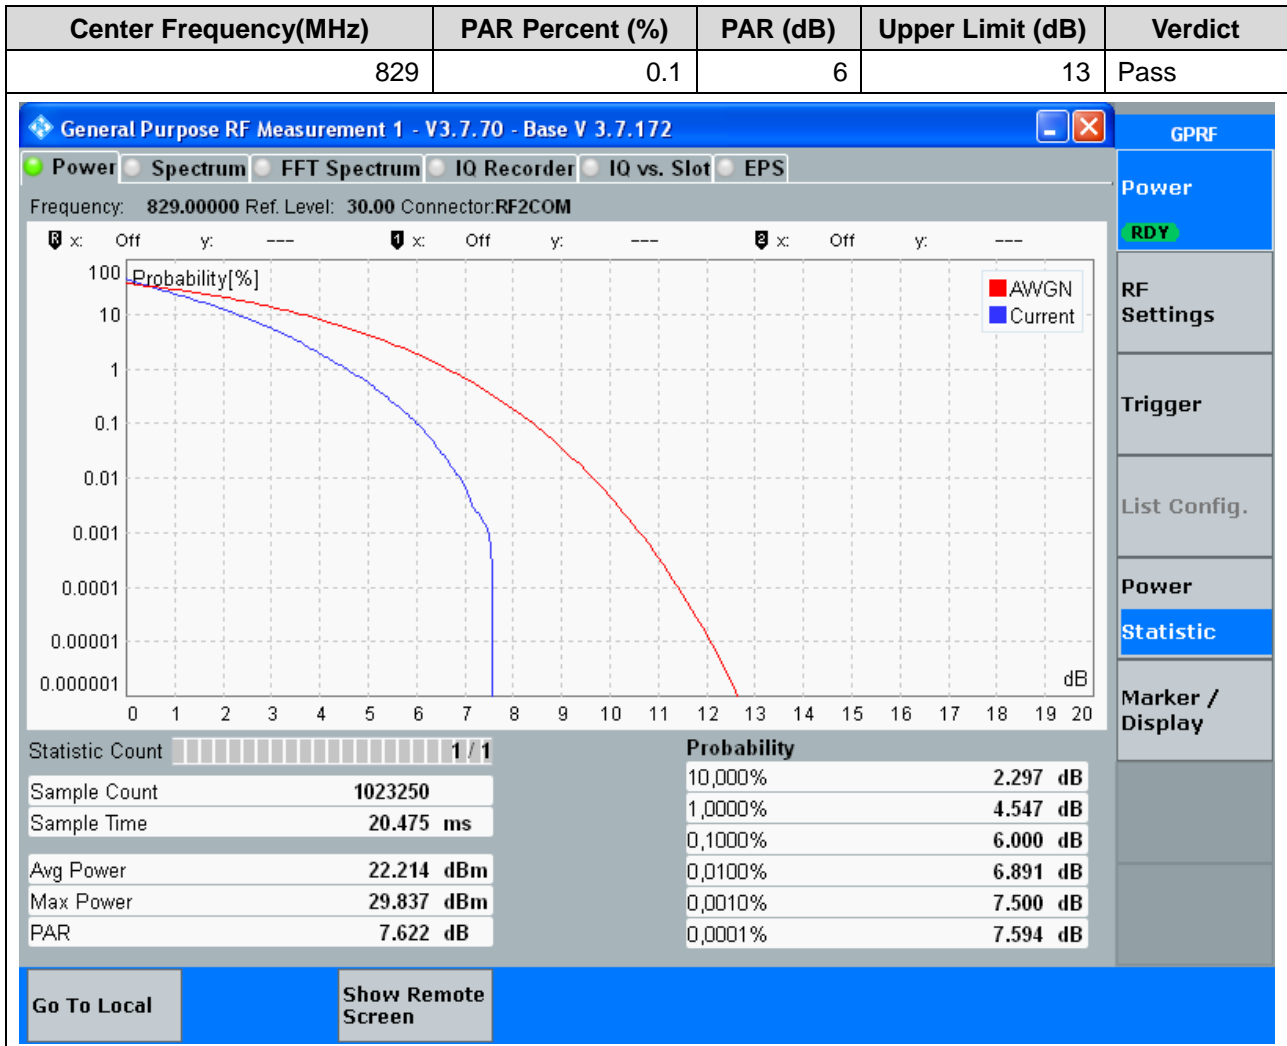 Center Frequency(MHz) PAR Percent (%) PAR (dB) Upper Limit (dB) Verdict
829 0.1 6 13 Pass
General Purpose RF Measurement 1 - V3.7.70 - Base V 3.7.172
Power Spectrum FFT Spectrum IQ Recorder IQ vs. Slot EPS
Frequency: 829.00000 Ref. Level: 30.00 Connector:RF2COM
R x: Off y: --- 1 x: Off y: --- 2 x: Off y: ---
Probability[%]
AWGN
Current
100
10
1
0.1
0.01
0.001
0.0001
0.00001
0.000001
dB
0 1 2 3 4 5 6 7 8 9 10 11 12 13 14 15 16 17 18 19 20
Statistic Count 1 / 1
Sample Count 1023250
Sample Time 20.475 ms
Avg Power 22.214 dBm
Max Power 29.837 dBm
PAR 7.622 dB
Probability
10,000% 2.297 dB
1,0000% 4.547 dB
0,1000% 6.000 dB
0,0100% 6.891 dB
0,0010% 7.500 dB
0,0001% 7.594 dB
GPRF
Power
RDY
RF
Settings
Trigger
List Config.
Power
Statistic
Marker /
Display
Go To Local
Show Remote
Screen